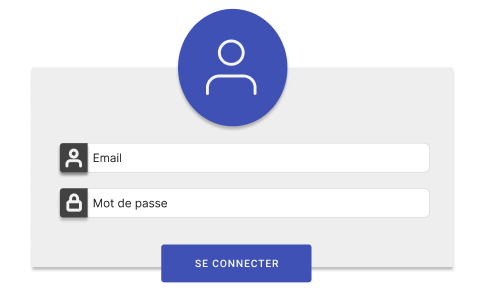 Email
Mot de passe
SE CONNECTER